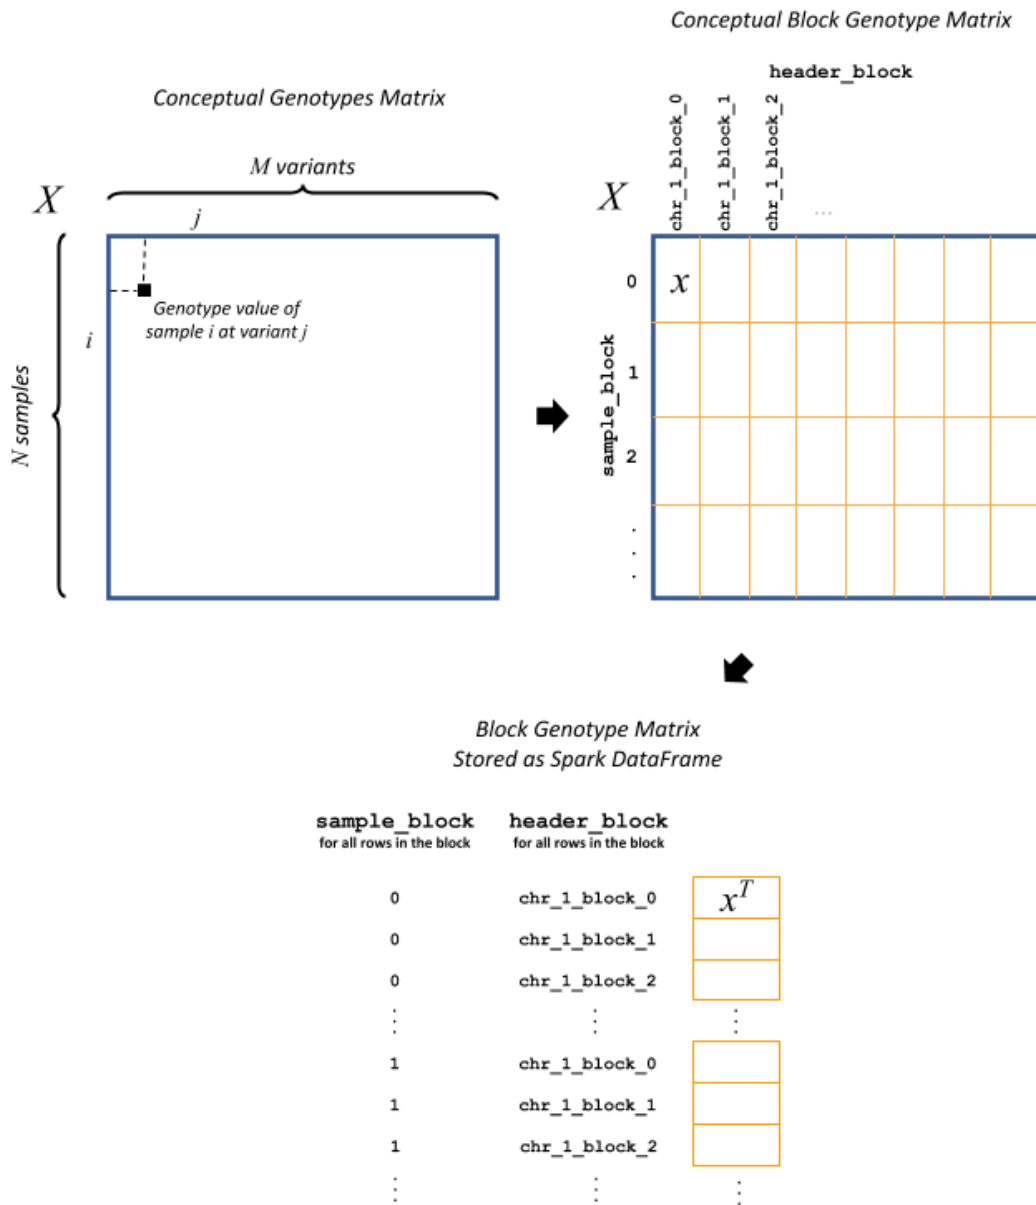 Conceptual Genotypes Matrix
M variants
X
j
Genotype value of
sample i at variant j
i
N samples
Conceptual Block Genotype Matrix
header_block
chr_1_block_0
chr_1_block_1
chr_1_block_2
...
X
sample_block
0
x
1
2
.
.
.
Block Genotype Matrix
Stored as Spark DataFrame
sample_block header_block
for all rows in the block for all rows in the block
0 chr_1_block_0 x^T
0 chr_1_block_1
0 chr_1_block_2
⋮ ⋮ ⋮
1 chr_1_block_0
1 chr_1_block_1
1 chr_1_block_2
⋮ ⋮ ⋮